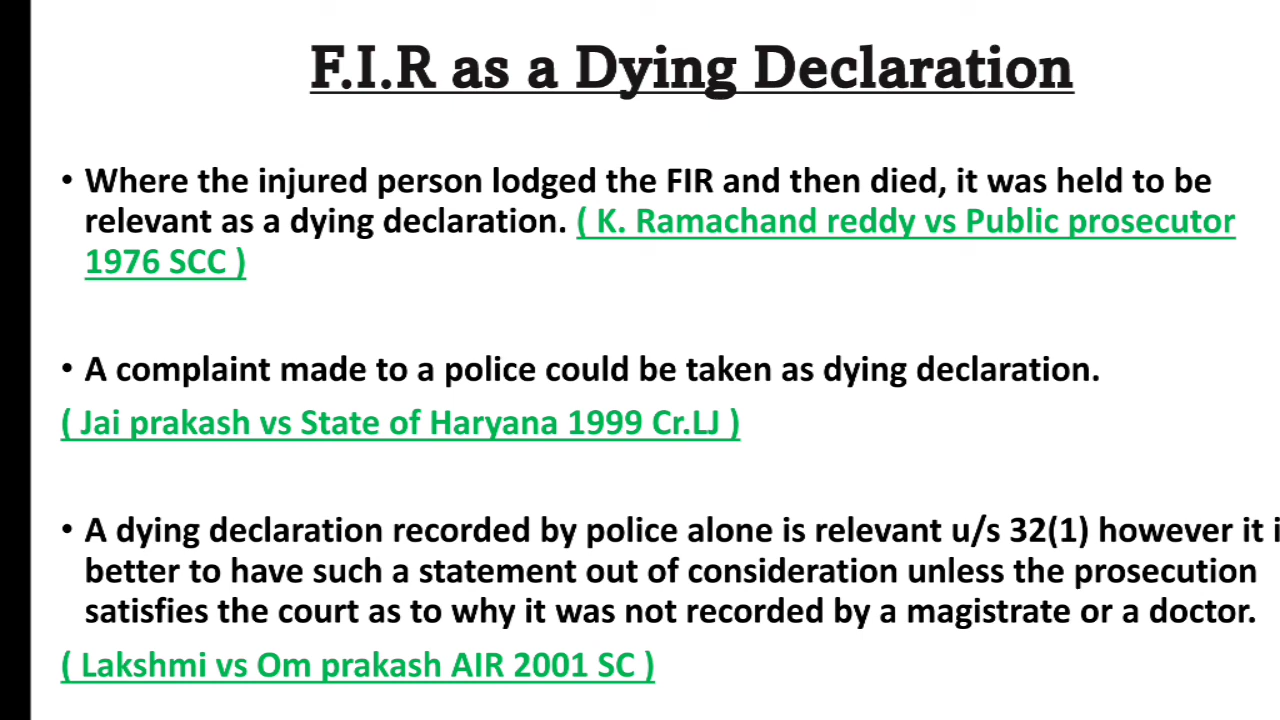 F.I.R as a Dying Declaration
• Where the injured person lodged the FIR and then died, it was held to be
relevant as a dying declaration. ( K. Ramachand reddy vs Public prosecutor
1976 SCC )
• A complaint made to a police could be taken as dying declaration.
( Jai prakash vs State of Haryana 1999 Cr.LJ )
• A dying declaration recorded by police alone is relevant u/s 32(1) however it i
better to have such a statement out of consideration unless the prosecution
satisfies the court as to why it was not recorded by a magistrate or a doctor.
( Lakshmi vs Om prakash AIR 2001 SC )